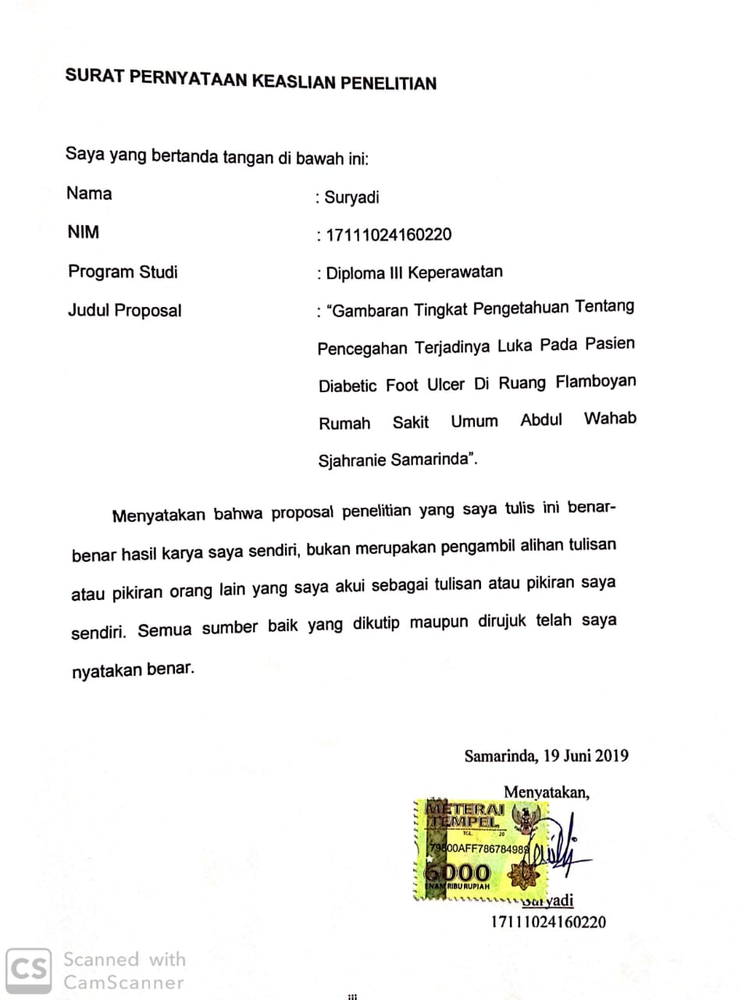 SURAT PERNYATAAN KEASLIAN PENELITIAN
Saya yang bertanda tangan di bawah ini:
Nama : Suryadi
NIM : 17111024160220
Program Studi : Diploma III Keperawatan
Judul Proposal : “Gambaran Tingkat Pengetahuan Tentang
Pencegahan Terjadinya Luka Pada Pasien
Diabetic Foot Ulcer Di Ruang Flamboyan
Rumah Sakit Umum Abdul Wahab
Sjahranie Samarinda”.
Menyatakan bahwa proposal penelitian yang saya tulis ini benar-
benar hasil karya saya sendiri, bukan merupakan pengambil alihan tulisan
atau pikiran orang lain yang saya akui sebagai tulisan atau pikiran saya
sendiri. Semua sumber baik yang dikutip maupun dirujuk telah saya
nyatakan benar.
Samarinda, 19 Juni 2019
Menyatakan,
METERAI
TEMPEL
TGL. 20
79800AFF786784989
6000
ENAM RIBU RUPIAH
Suryadi
17111024160220
CS Scanned with
CamScanner
iii